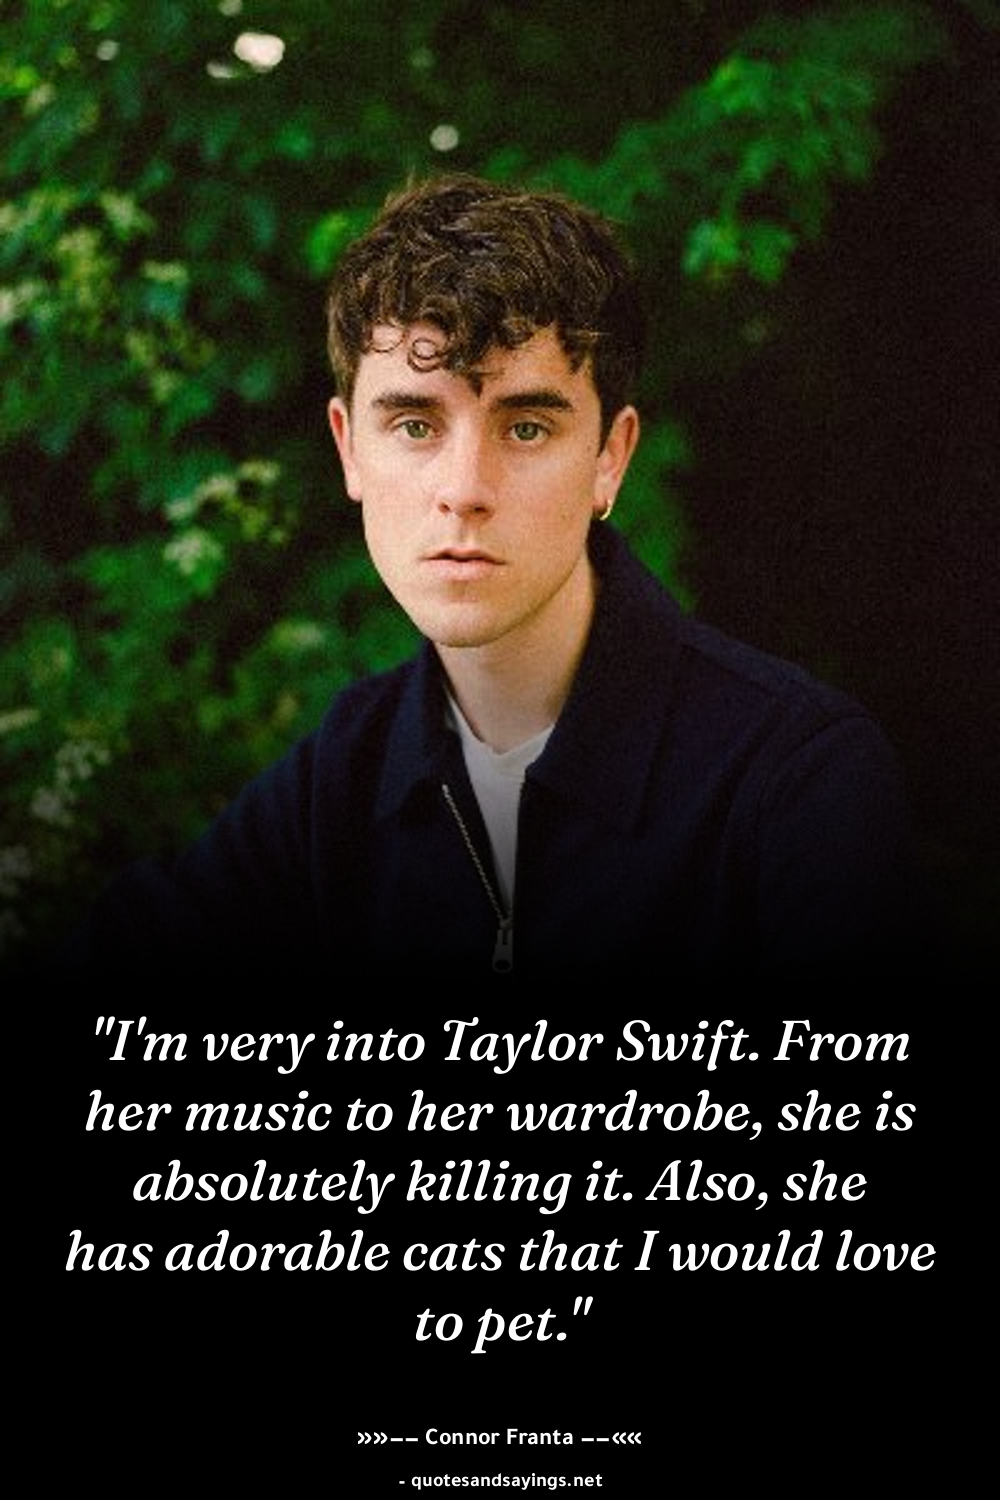 "I'm very into Taylor Swift. From
her music to her wardrobe, she is
absolutely killing it. Also, she
has adorable cats that I would love
to pet."
»»–– Connor Franta ––««
- quotesandsayings.net